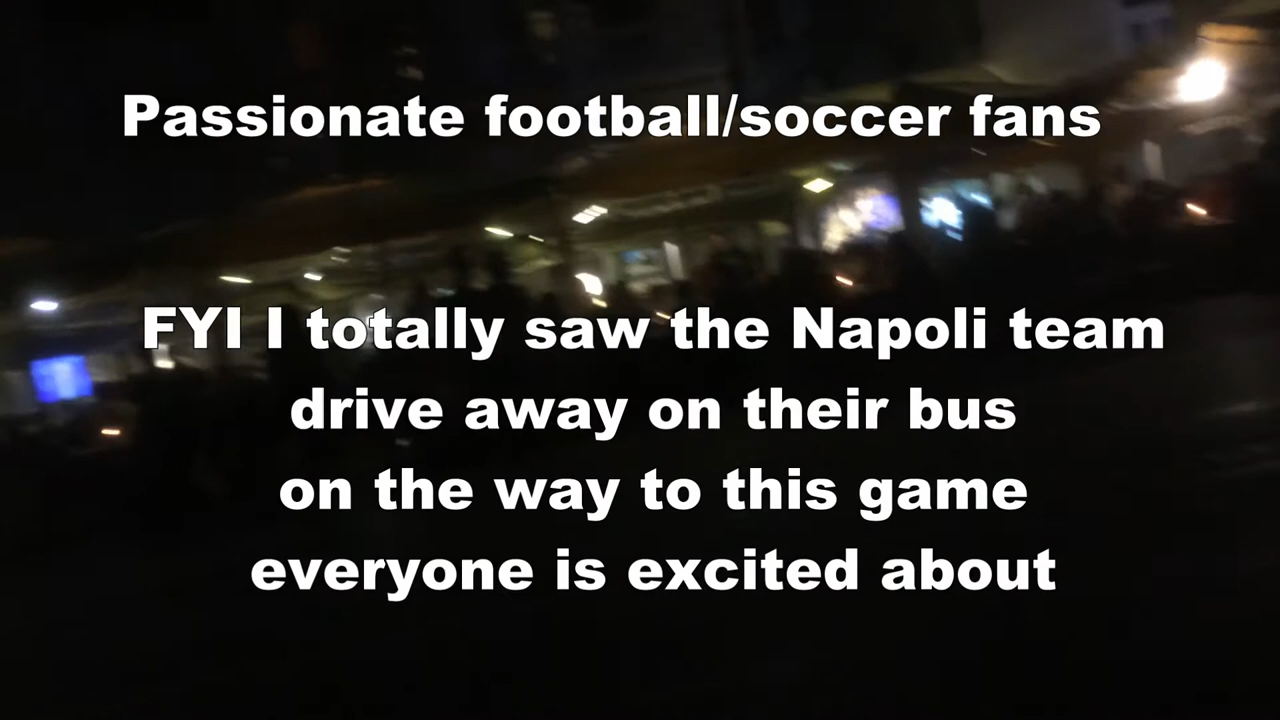 Passionate football/soccer fans
FYI I totally saw the Napoli team
drive away on their bus
on the way to this game
everyone is excited about